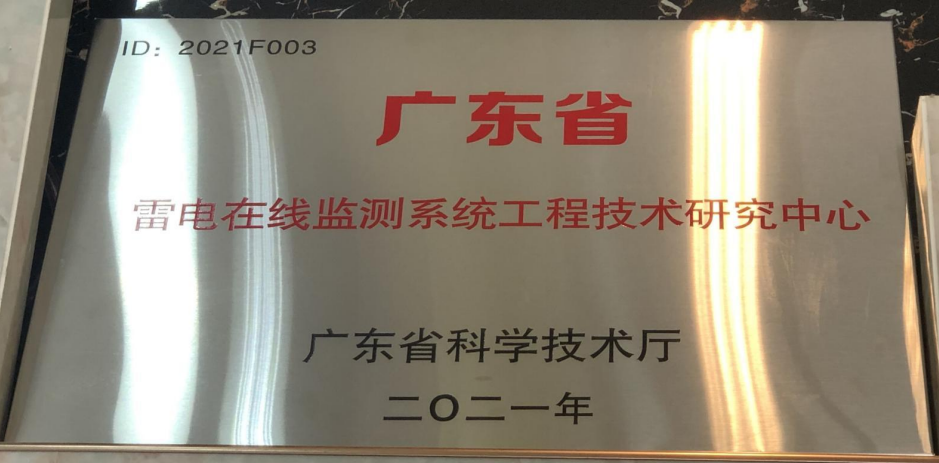 ID: 2021F003
广东省
雷电在线监测系统工程技术研究中心
广东省科学技术厅
二〇二一年